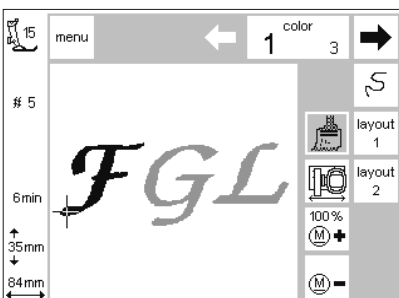 15
menu
color
1 3
# 5
layout
1
layout
2
FGL
6min
100%
M +
35mm
M -
84mm